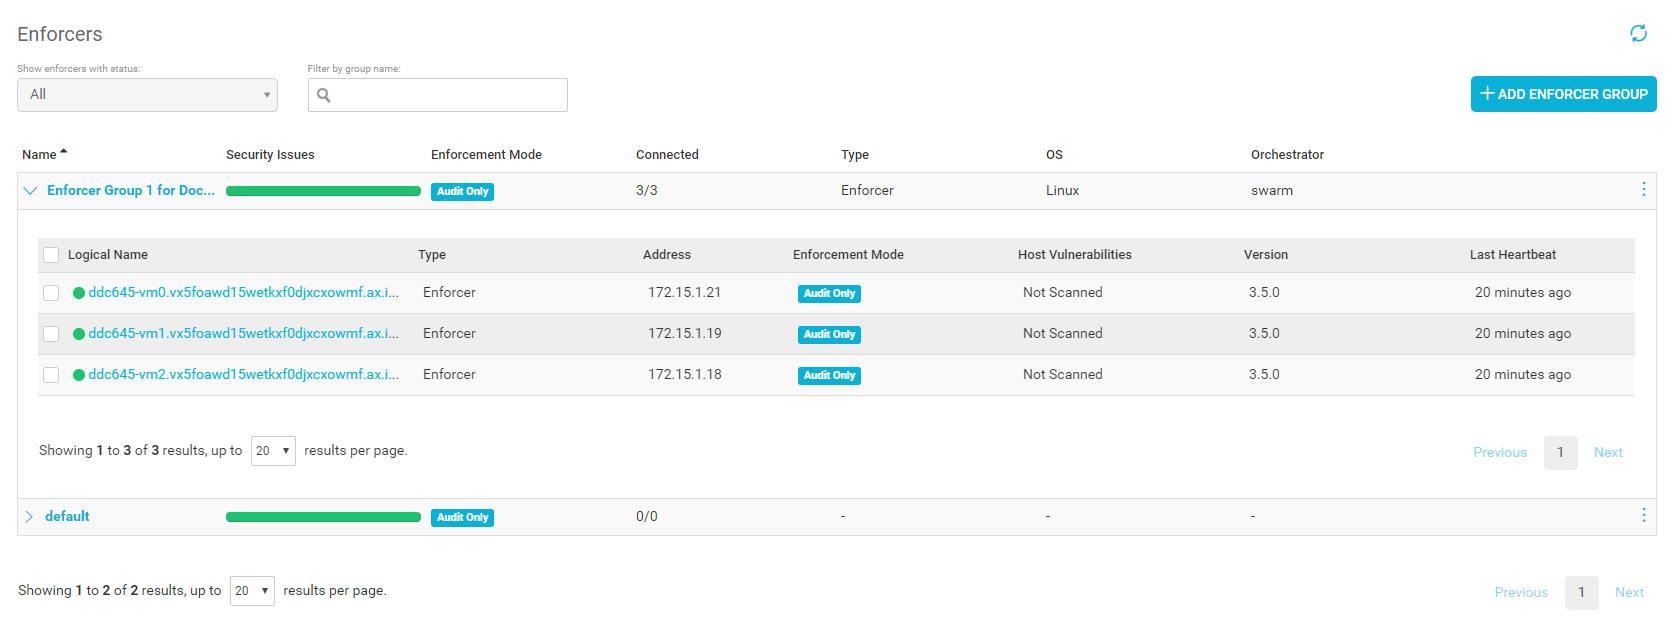 Enforcers
Show enforcers with status:
Filter by group name:
All
ADD ENFORCER GROUP
Name Security Issues Enforcement Mode Connected Type OS Orchestrator
Enforcer Group 1 for Doc... Audit Only 3/3 Enforcer Linux swarm
Logical Name Type Address Enforcement Mode Host Vulnerabilities Version Last Heartbeat
ddc645-vm0.vx5foawd15wetkxf0djxcxowmf.ax.i... Enforcer 172.15.1.21 Audit Only Not Scanned 3.5.0 20 minutes ago
ddc645-vm1.vx5foawd15wetkxf0djxcxowmf.ax.i... Enforcer 172.15.1.19 Audit Only Not Scanned 3.5.0 20 minutes ago
ddc645-vm2.vx5foawd15wetkxf0djxcxowmf.ax.i... Enforcer 172.15.1.18 Audit Only Not Scanned 3.5.0 20 minutes ago
Showing 1 to 3 of 3 results, up to 20 results per page. Previous 1 Next
default Audit Only 0/0 - - -
Showing 1 to 2 of 2 results, up to 20 results per page. Previous 1 Next